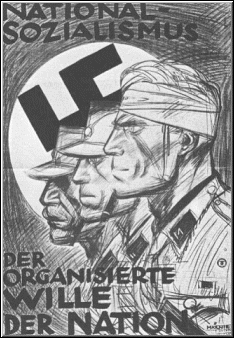 NATIONAL-
SOZIALISMUS
DER
ORGANISIERTE
WILLE
DER NATION